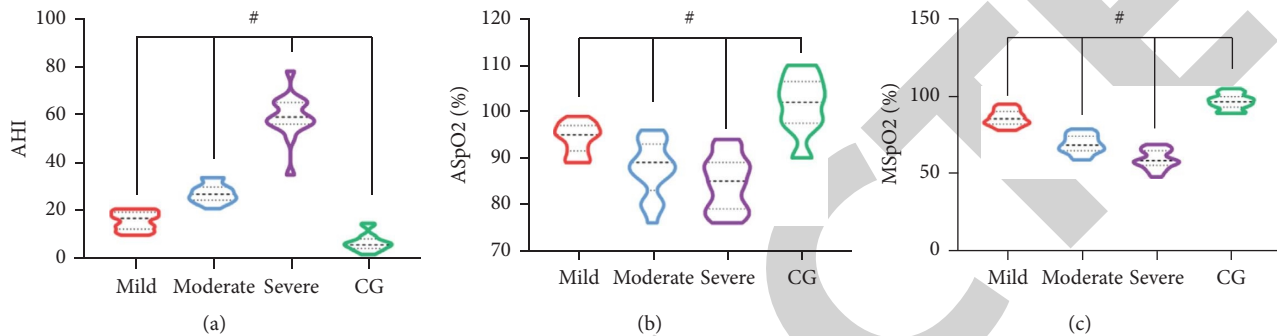 #
100
80
60
40
20
0
AHI
Mild Moderate Severe CG
(a)
#
120
110
100
90
80
70
ASpO2 (%)
Mild Moderate Severe CG
(b)
#
150
100
50
0
MSpO2 (%)
Mild Moderate Severe CG
(c)